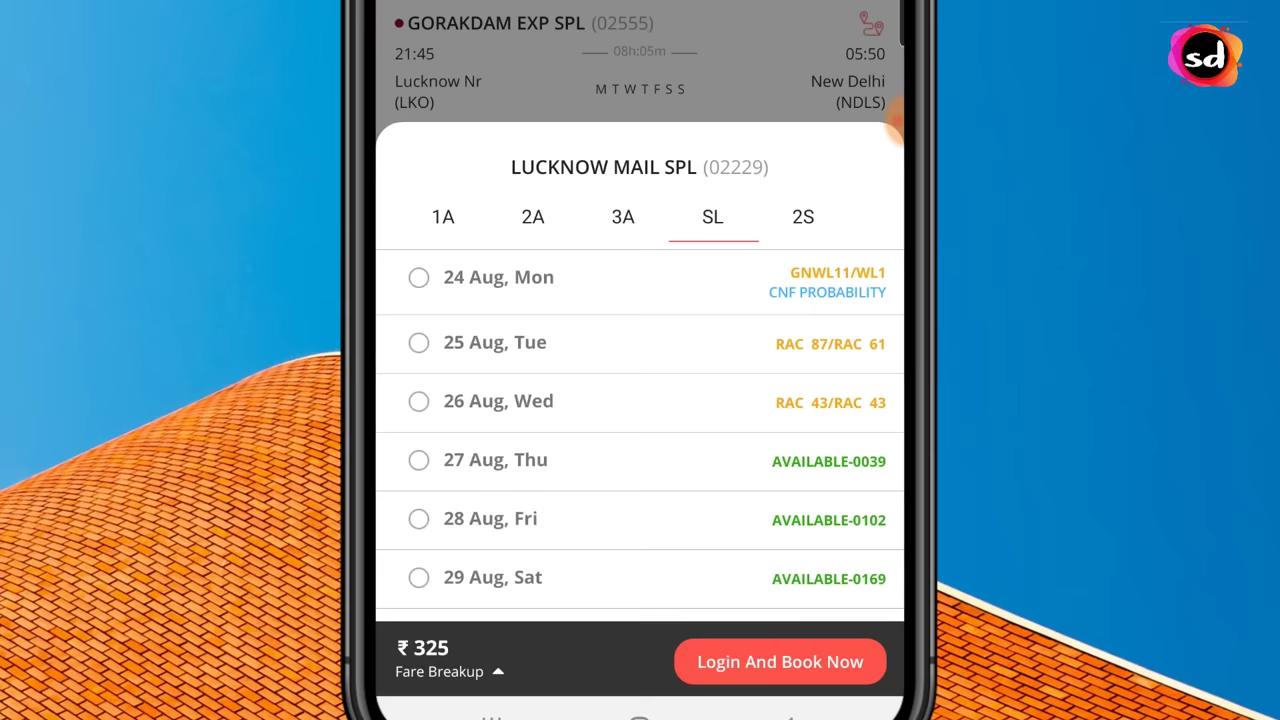 GORAKDAM EXP SPL (02555)
21:45 08h:05m 05:50
Lucknow Nr M T W T F S S New Delhi
(LKO) (NDLS)
sd
LUCKNOW MAIL SPL (02229)
1A 2A 3A SL 2S
24 Aug, Mon GNWL11/WL1
CNF PROBABILITY
25 Aug, Tue RAC 87/RAC 61
26 Aug, Wed RAC 43/RAC 43
27 Aug, Thu AVAILABLE-0039
28 Aug, Fri AVAILABLE-0102
29 Aug, Sat AVAILABLE-0169
₹ 325
Fare Breakup
Login And Book Now